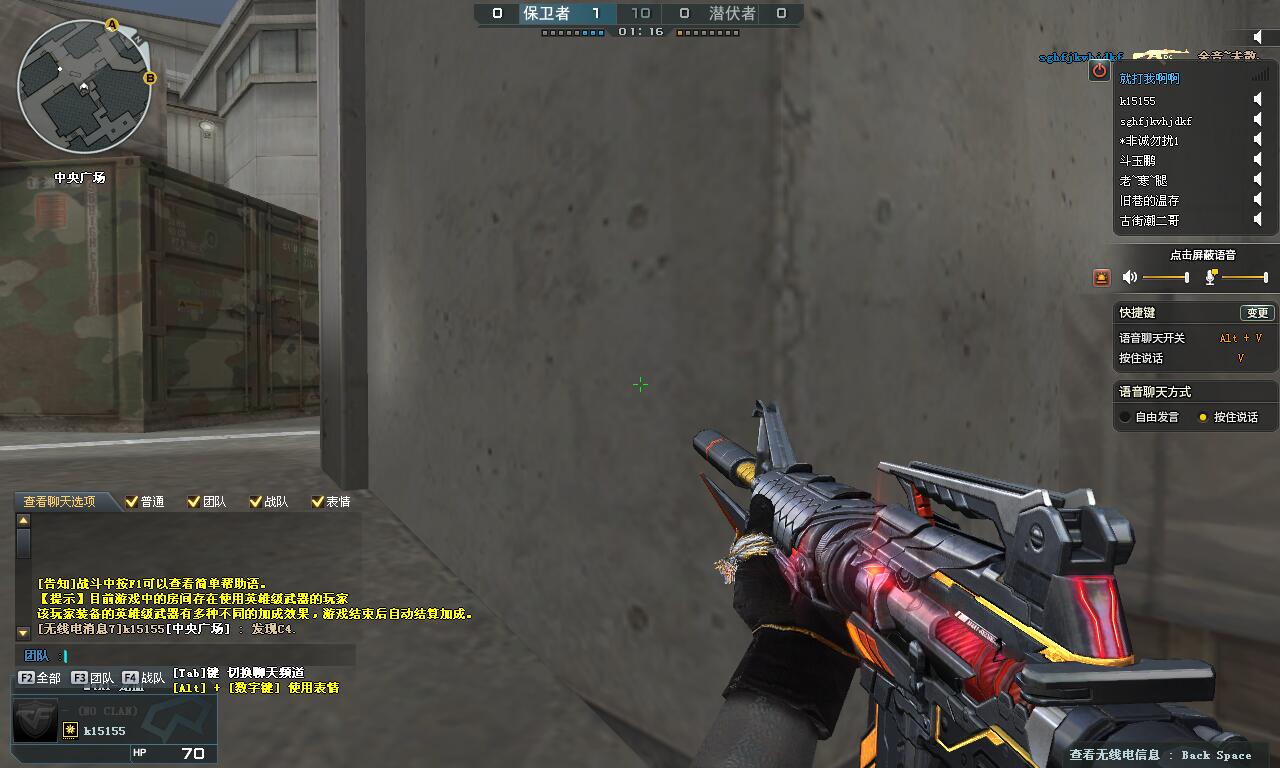 0 保卫者 1 10 0 潜伏者 0
01:16
A
N
B
中央广场
sghfjkvhjdkf
就打我啊啊
k15155
sghfjkvhjdkf
*非诚勿扰1
斗玉鹏
老~寒~腿
旧巷的温存
古街潮二哥
点击屏蔽语音
快捷键 变更
语音聊天开关 Alt + V
按住说话 V
语音聊天方式
自由发言 按住说话
查看聊天选项 普通 团队 战队 表情
[告知]战斗中按F1可以查看简单帮助语。
【提示】目前游戏中的房间存在使用英雄级武器的玩家
该玩家装备的英雄级武器有多种不同的加成效果，游戏结束后自动结算加成。
[无线电消息7]k15155[中央广场] : 发现C4.
团队 :
F2 全部 F3 团队 F4 战队 [Tab]键 切换聊天频道
[Alt] + [数字键] 使用表情
(NO CLAN)
k15155
HP 70
查看无线电信息 : Back Space